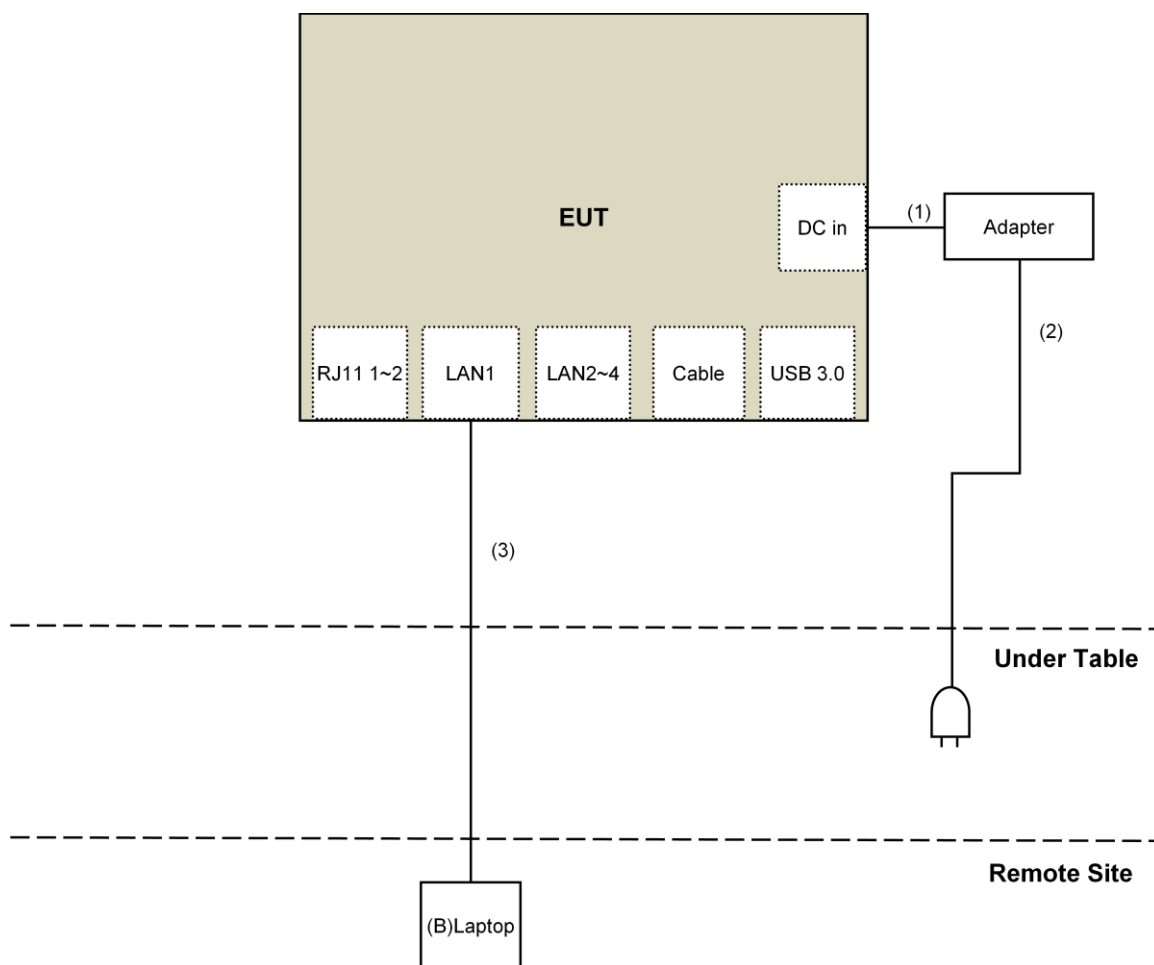 EUT
DC in
(1)
Adapter
(2)
RJ11 1~2
LAN1
LAN2~4
Cable
USB 3.0
(3)
Under Table
Remote Site
(B)Laptop